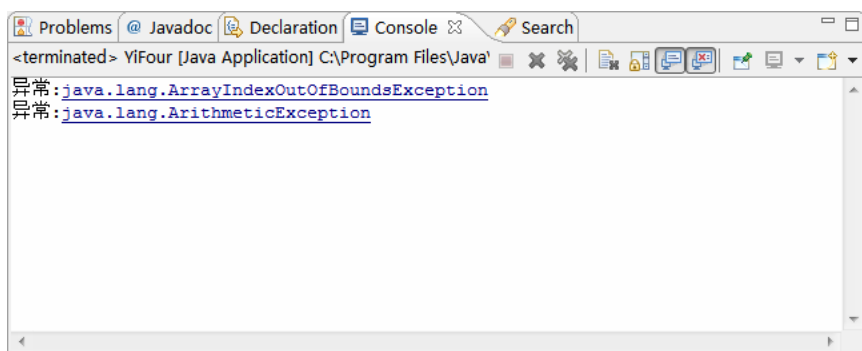 Problems @ Javadoc Declaration Console Search
<terminated> YiFour [Java Application] C:\Program Files\Java\
异常:java.lang.ArrayIndexOutOfBoundsException
异常:java.lang.ArithmeticException